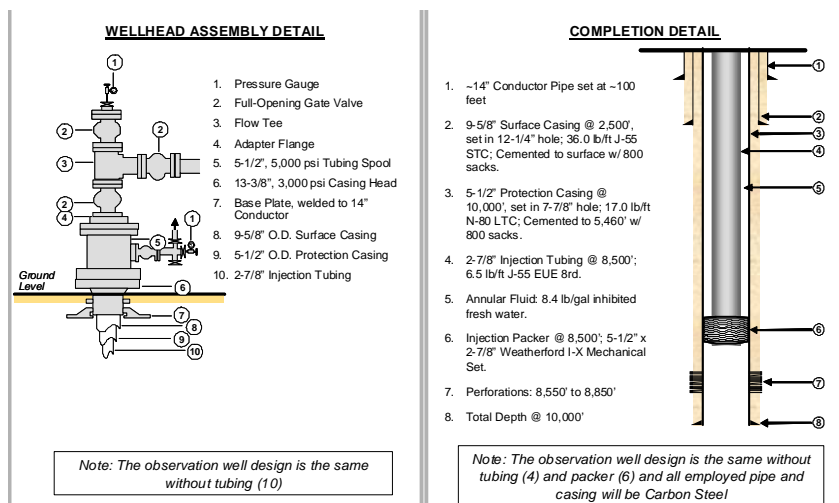 WELLHEAD ASSEMBLY DETAIL
1
2
2
3
2
4
5
1
6
7
8
9
10
Ground
Level
1. Pressure Gauge
2. Full-Opening Gate Valve
3. Flow Tee
4. Adapter Flange
5. 5-1/2", 5,000 psi Tubing Spool
6. 13-3/8", 3,000 psi Casing Head
7. Base Plate, welded to 14"
Conductor
8. 9-5/8" O.D. Surface Casing
9. 5-1/2" O.D. Protection Casing
10. 2-7/8" Injection Tubing
Note: The observation well design is the same
without tubing (10)
COMPLETION DETAIL
1. ~14" Conductor Pipe set at ~100
feet
2. 9-5/8" Surface Casing @ 2,500',
set in 12-1/4" hole; 36.0 lb/ft J-55
STC; Cemented to surface w/ 800
sacks.
3. 5-1/2" Protection Casing @
10,000', set in 7-7/8" hole; 17.0 lb/ft
N-80 LTC; Cemented to 5,460' w/
800 sacks.
4. 2-7/8" Injection Tubing @ 8,500';
6.5 lb/ft J-55 EUE 8rd.
5. Annular Fluid: 8.4 lb/gal inhibited
fresh water.
6. Injection Packer @ 8,500'; 5-1/2" x
2-7/8" Weatherford I-X Mechanical
Set.
7. Perforations: 8,550' to 8,850'
8. Total Depth @ 10,000'
1
2
3
4
5
6
7
8
Note: The observation well design is the same without
tubing (4) and packer (6) and all employed pipe and
casing will be Carbon Steel